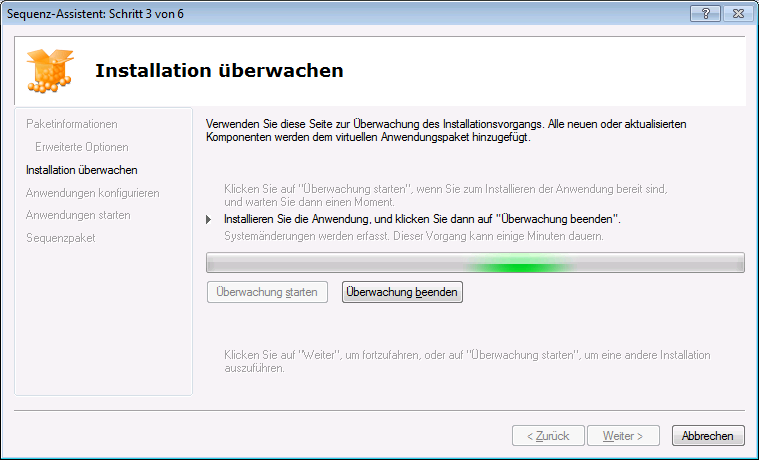 Sequenz-Assistent: Schritt 3 von 6
Installation überwachen
Paketinformationen
Erweiterte Optionen
Installation überwachen
Anwendungen konfigurieren
Anwendungen starten
Sequenzpaket
Verwenden Sie diese Seite zur Überwachung des Installationsvorgangs. Alle neuen oder aktualisierten
Komponenten werden dem virtuellen Anwendungspaket hinzugefügt.
Klicken Sie auf "Überwachung starten", wenn Sie zum Installieren der Anwendung bereit sind,
und warten Sie dann einen Moment.
Installieren Sie die Anwendung, und klicken Sie dann auf "Überwachung beenden".
Systemänderungen werden erfasst. Dieser Vorgang kann einige Minuten dauern.
Überwachung starten
Überwachung beenden
Klicken Sie auf "Weiter", um fortzufahren, oder auf "Überwachung starten", um eine andere Installation
auszuführen.
< Zurück
Weiter >
Abbrechen